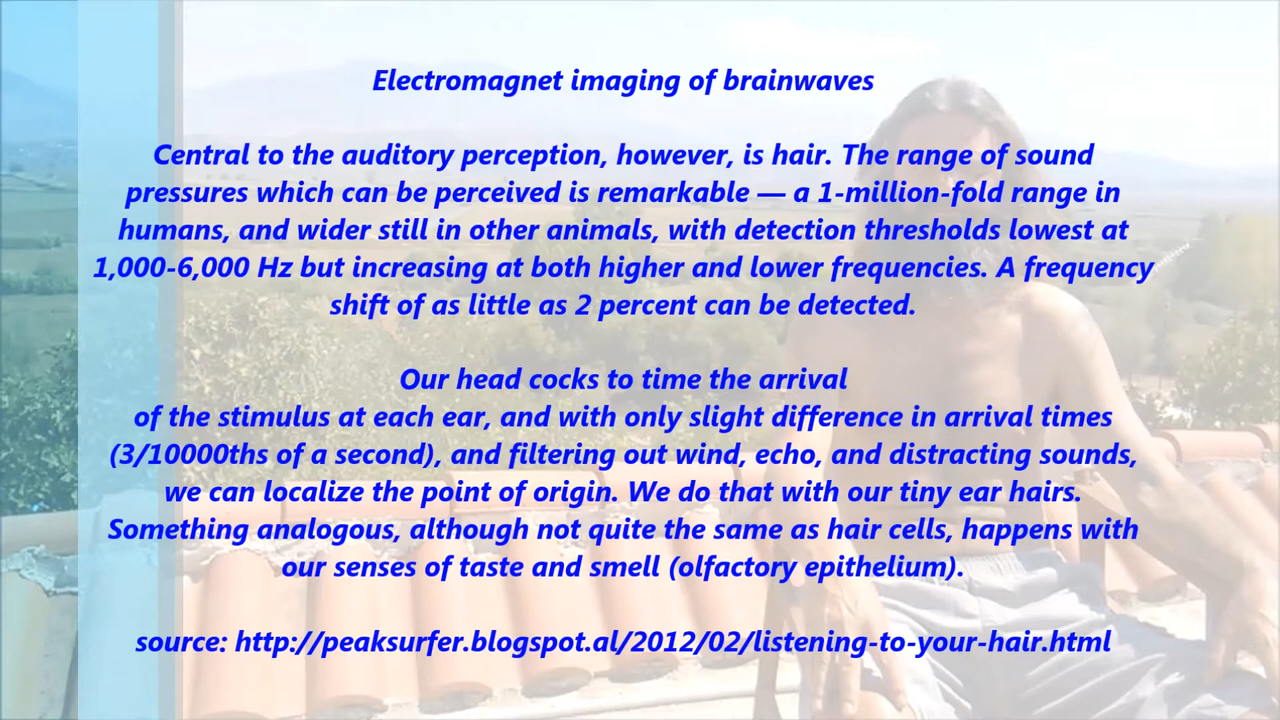 Electromagnet imaging of brainwaves
Central to the auditory perception, however, is hair. The range of sound
pressures which can be perceived is remarkable — a 1-million-fold range in
humans, and wider still in other animals, with detection thresholds lowest at
1,000-6,000 Hz but increasing at both higher and lower frequencies. A frequency
shift of as little as 2 percent can be detected.
Our head cocks to time the arrival
of the stimulus at each ear, and with only slight difference in arrival times
(3/10000ths of a second), and filtering out wind, echo, and distracting sounds,
we can localize the point of origin. We do that with our tiny ear hairs.
Something analogous, although not quite the same as hair cells, happens with
our senses of taste and smell (olfactory epithelium).
source: http://peaksurfer.blogspot.al/2012/02/listening-to-your-hair.html